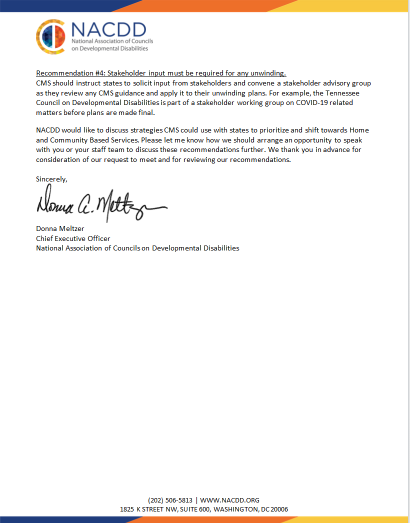 NACDD
National Association of Councils
on Developmental Disabilities
Recommendation #4: Stakeholder input must be required for any unwinding.
CMS should instruct states to solicit input from stakeholders and convene a stakeholder advisory group
as they review any CMS guidance and apply it to their unwinding plans. For example, the Tennessee
Council on Developmental Disabilities is part of a stakeholder working group on COVID-19 related
matters before plans are made final.
NACDD would like to discuss strategies CMS could use with states to prioritize and shift towards Home
and Community Based Services. Please let me know how we should arrange an opportunity to speak
with you or your staff team to discuss these recommendations further. We thank you in advance for
consideration of our request to meet and for reviewing our recommendations.
Sincerely,
Donna A. Meltzer
Donna Meltzer
Chief Executive Officer
National Association of Councils on Developmental Disabilities
(202) 506-5813 | WWW.NACDD.ORG
1825 K STREET NW, SUITE 600, WASHINGTON, DC 20006